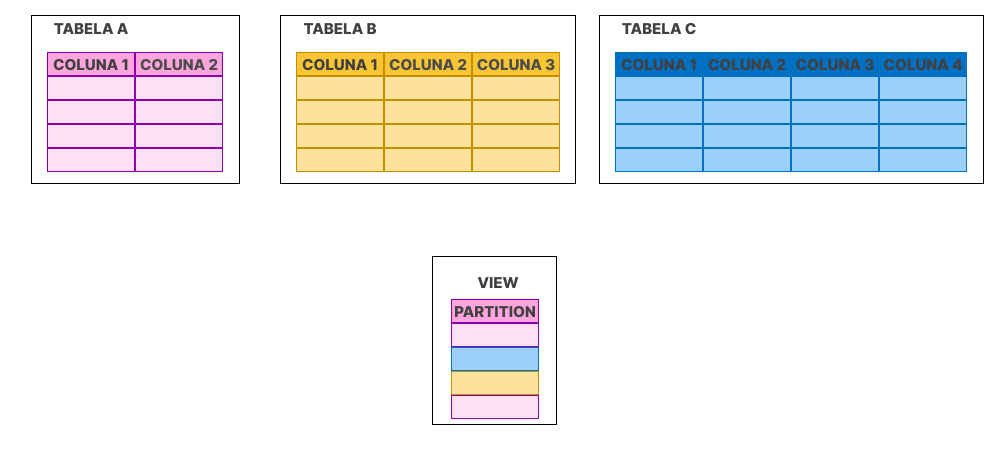 TABELA A
COLUNA 1 COLUNA 2
TABELA B
COLUNA 1 COLUNA 2 COLUNA 3
TABELA C
COLUNA 1 COLUNA 2 COLUNA 3 COLUNA 4
VIEW
PARTITION